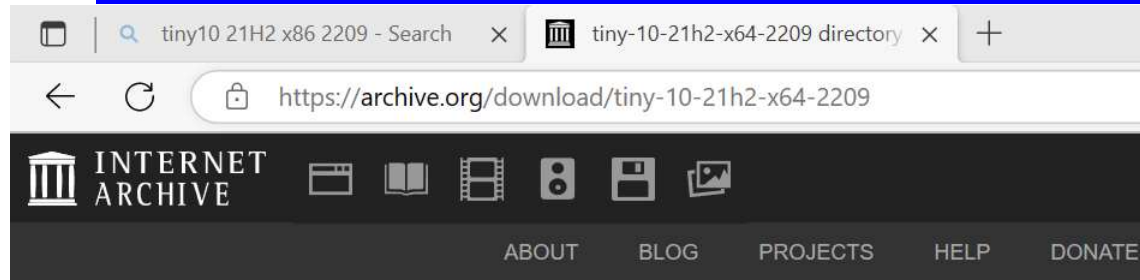 tiny10 21H2 x86 2209 - Search
tiny-10-21h2-x64-2209 directory
https://archive.org/download/tiny-10-21h2-x64-2209
INTERNET
ARCHIVE
ABOUT BLOG PROJECTS HELP DONATE